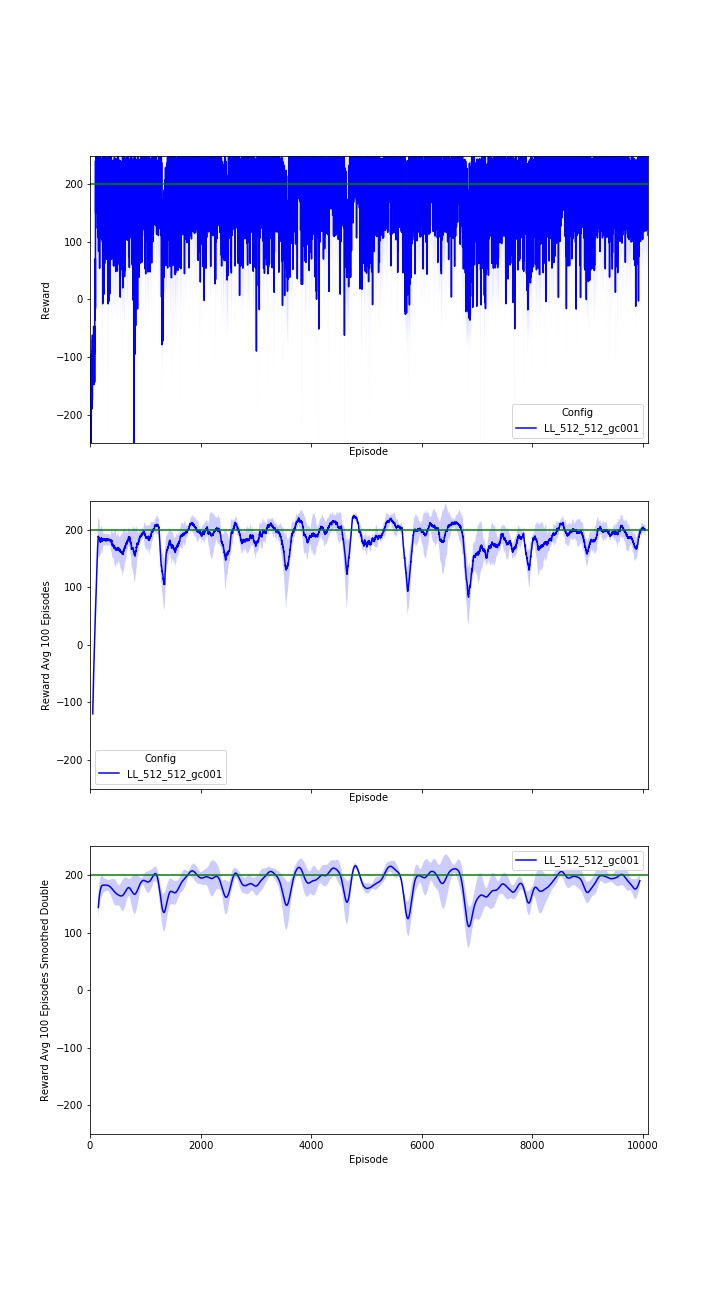 200
100
0
−100
−200
Reward
Config
LL_512_512_gc001
Episode
200
100
0
−100
−200
Reward Avg 100 Episodes
Config
LL_512_512_gc001
Episode
LL_512_512_gc001
200
100
0
−100
−200
Reward Avg 100 Episodes Smoothed Double
0 2000 4000 6000 8000 10000
Episode